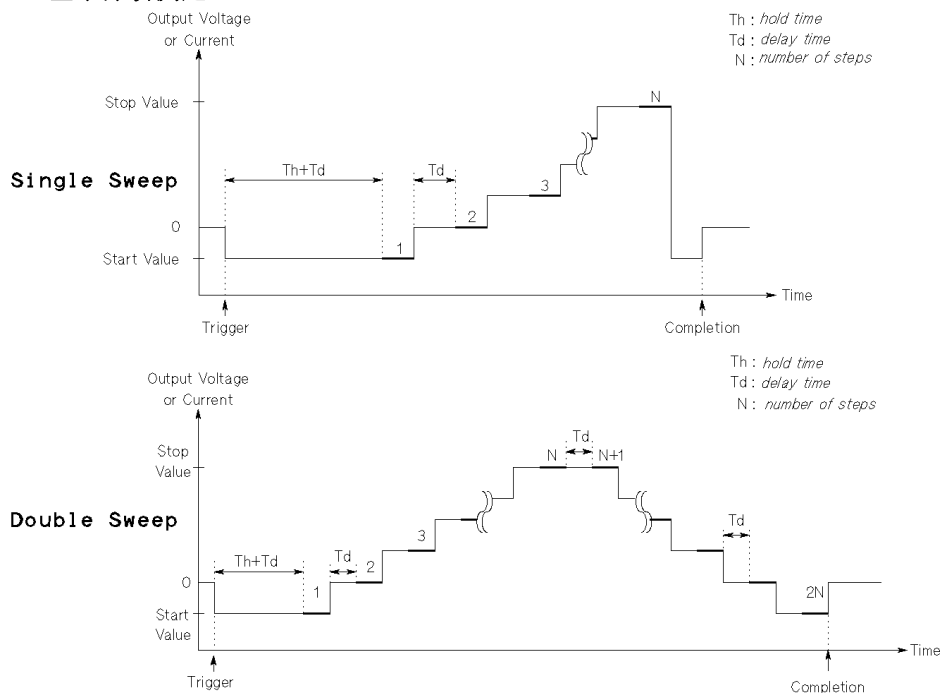 Output Voltage
or Current
Th : hold time
Td : delay time
N : number of steps
Stop Value
N
Single Sweep
Th+Td
Td
3
2
0
1
Start Value
Time
Trigger
Completion
Th : hold time
Td : delay time
N : number of steps
Output Voltage
or Current
Td
Stop
Value
N
N+1
Double Sweep
Td
3
Th+Td
Td
2
0
1
2N
Start
Value
Time
Trigger
Completion